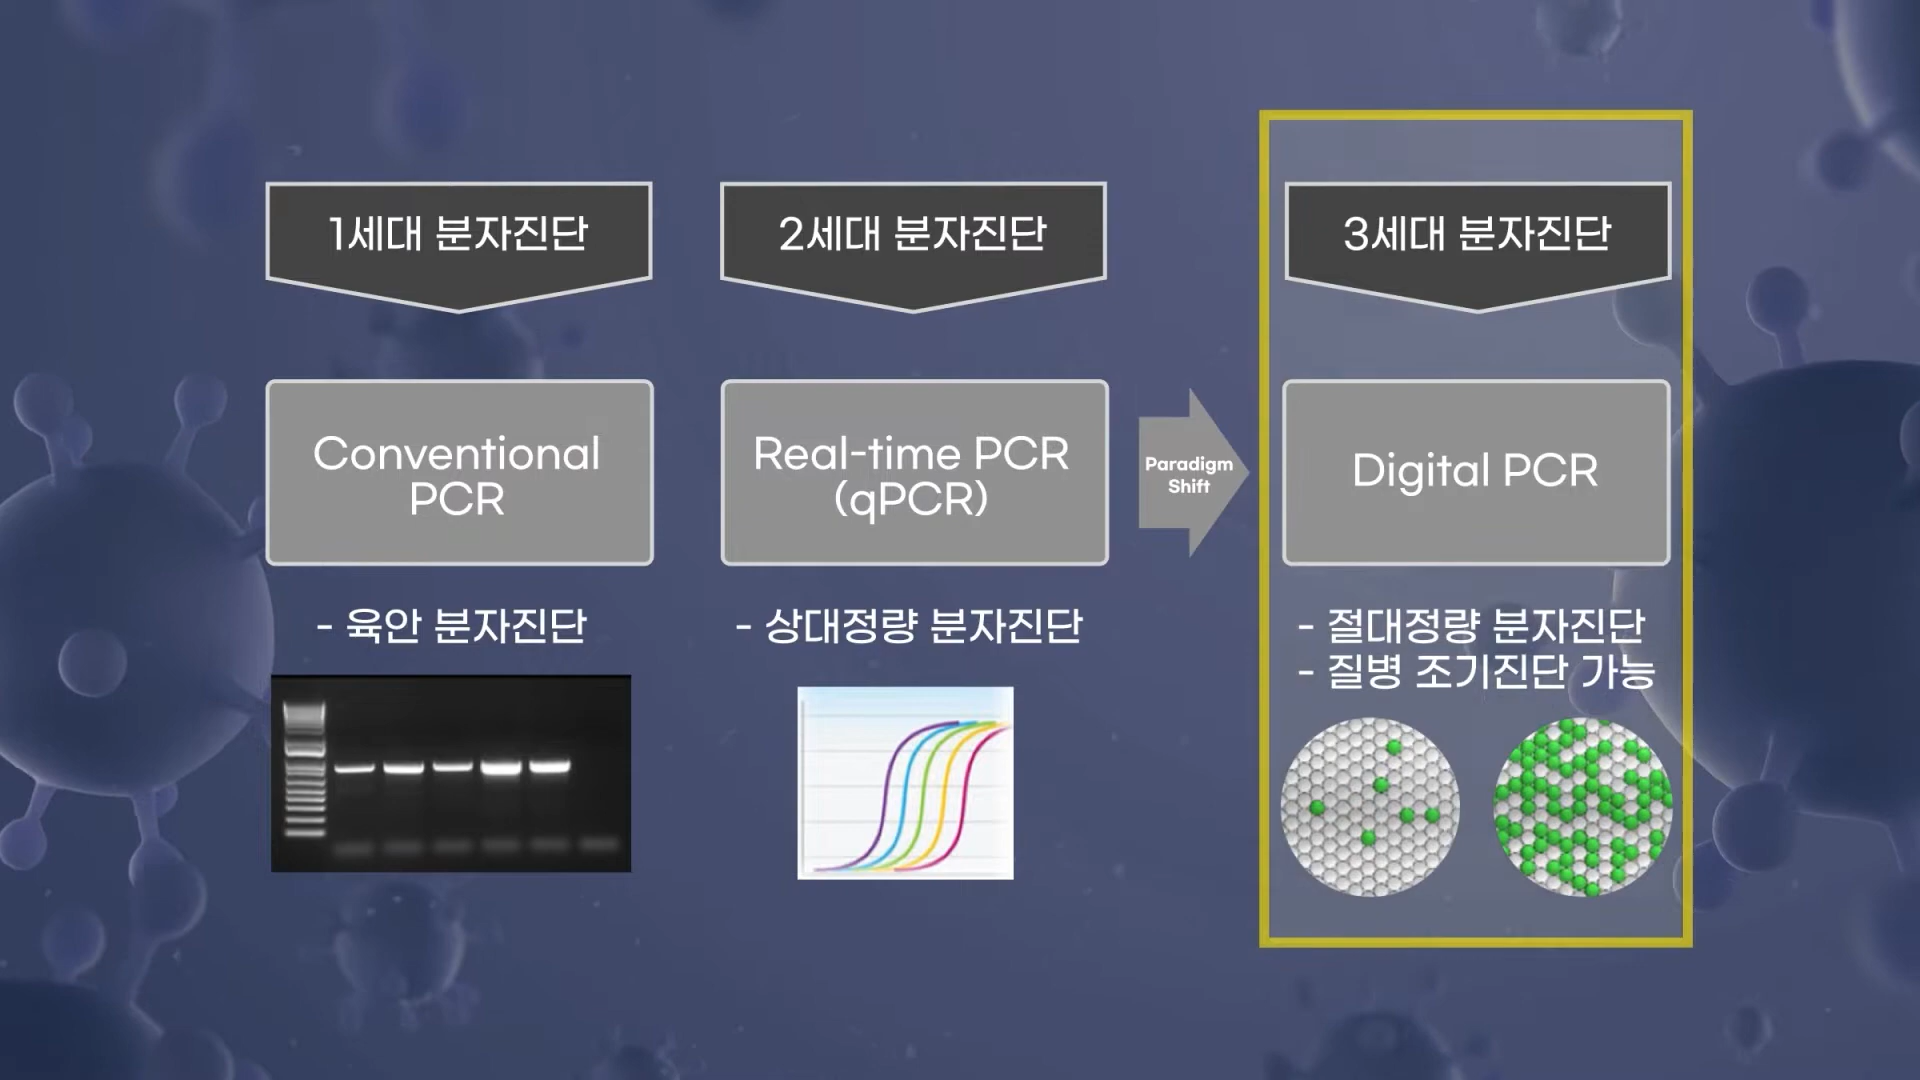 1세대 분자진단
2세대 분자진단
3세대 분자진단
Conventional
PCR
Real-time PCR
(qPCR)
Paradigm
Shift
Digital PCR
- 육안 분자진단
- 상대정량 분자진단
- 절대정량 분자진단
- 질병 조기진단 가능